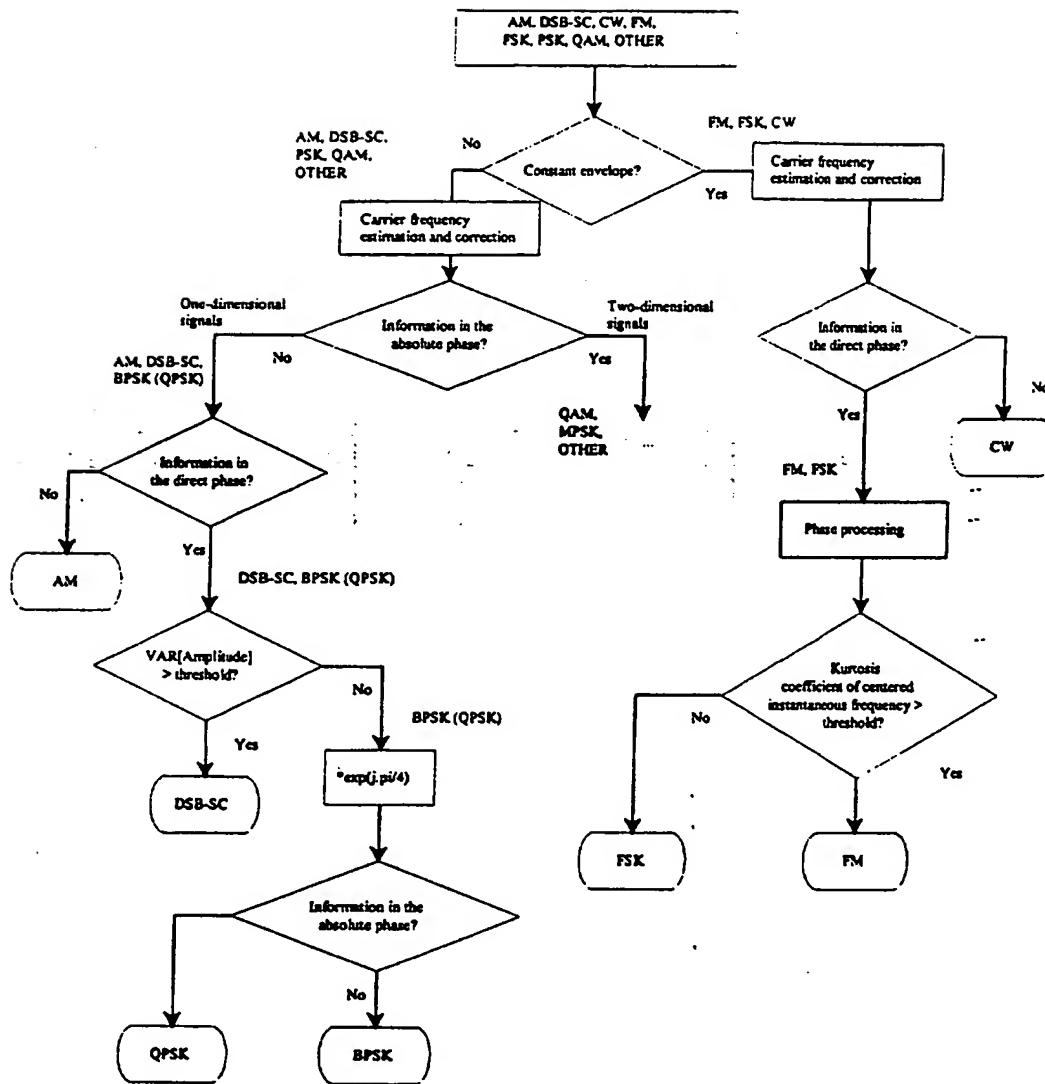 AM, DSB-SC, CW, FM,
FSK, PSK, QAM, OTHER
AM, DSB-SC,
PSK, QAM,
OTHER
No
Constant envelope?
FM, FSK, CW
Yes
Carrier frequency
estimation and correction
Carrier frequency
estimation and correction
One-dimensional
signals
No
Information in the
absolute phase?
Two-dimensional
signals
Yes
Information in
the direct phase?
No
Yes
CW
AM, DSB-SC,
BPSK (QPSK)
QAM,
MPSK,
OTHER
...
Information in
the direct phase?
No
Yes
AM
FM, FSK
Phase processing
DSB-SC, BPSK (QPSK)
VAR[Amplitude]
> threshold?
No
Yes
DSB-SC
BPSK (QPSK)
*exp(j.pi/4)
Kurtosis
coefficient of centered
instantaneous frequency >
threshold?
No
Yes
FSK
FM
Information in the
absolute phase?
No
QPSK
BPSK